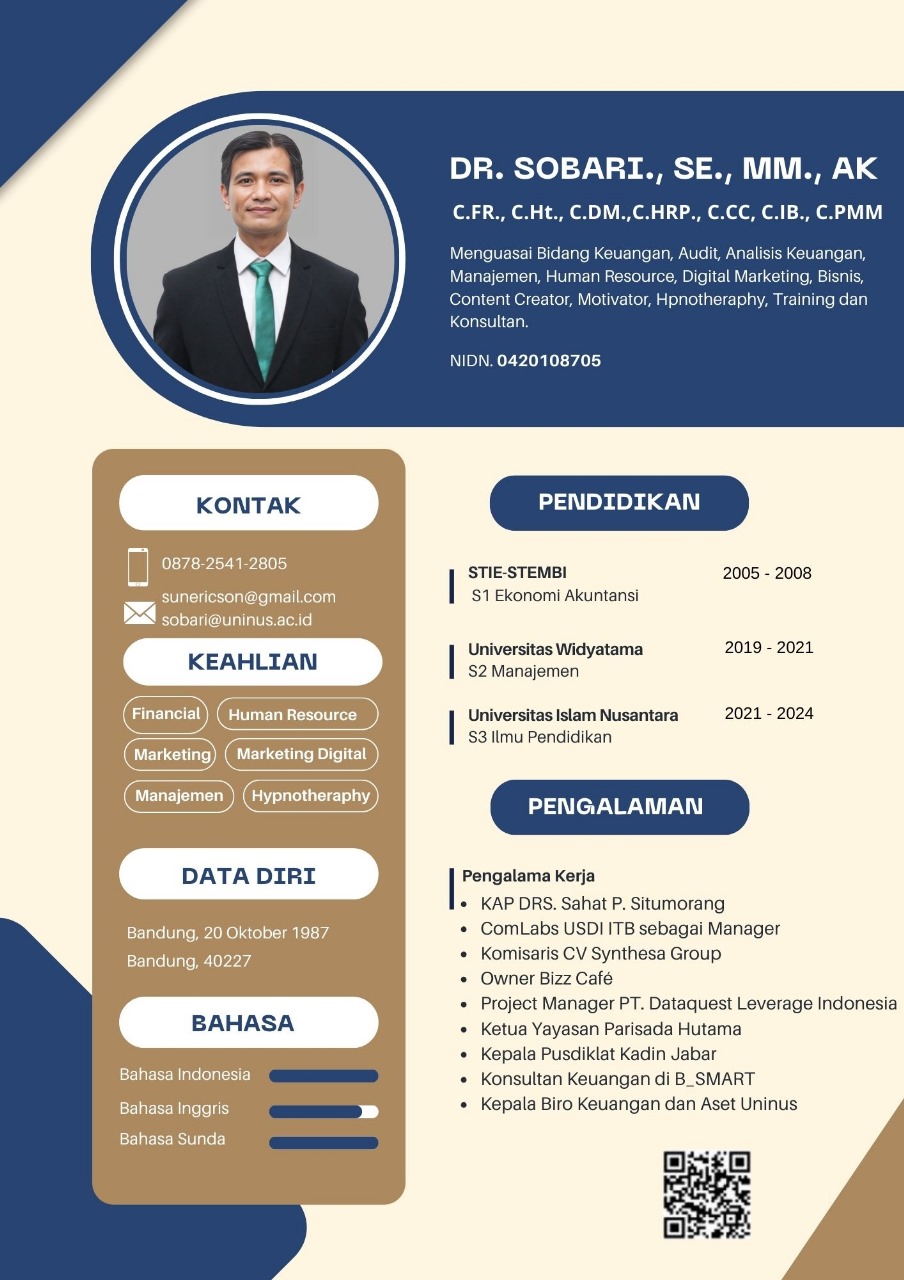 DR. SOBARI., SE., MM., AK
C.FR., C.Ht., C.DM.,C.HRP., C.CC, C.IB., C.PMM
Menguasai Bidang Keuangan, Audit, Analisis Keuangan,
Manajemen, Human Resource, Digital Marketing, Bisnis,
Content Creator, Motivator, Hpnotheraphy, Training dan
Konsultan.
NIDN. 0420108705
KONTAK
0878-2541-2805
sunericson@gmail.com
sobari@uninus.ac.id
KEAHLIAN
Financial
Human Resource
Marketing
Marketing Digital
Manajemen
Hypnotheraphy
DATA DIRI
Bandung, 20 Oktober 1987
Bandung, 40227
BAHASA
Bahasa Indonesia
Bahasa Inggris
Bahasa Sunda
PENDIDIKAN
STIE-STEMBI 2005 - 2008
S1 Ekonomi Akuntansi
Universitas Widyatama 2019 - 2021
S2 Manajemen
Universitas Islam Nusantara 2021 - 2024
S3 Ilmu Pendidikan
PENGALAMAN
Pengalama Kerja
• KAP DRS. Sahat P. Situmorang
• ComLabs USDI ITB sebagai Manager
• Komisaris CV Synthesa Group
• Owner Bizz Café
• Project Manager PT. Dataquest Leverage Indonesia
• Ketua Yayasan Parisada Hutama
• Kepala Pusdiklat Kadin Jabar
• Konsultan Keuangan di B_SMART
• Kepala Biro Keuangan dan Aset Uninus